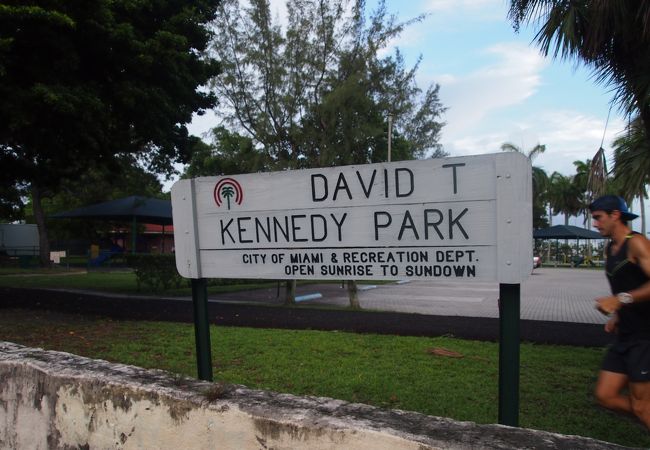 DAVID T
KENNEDY PARK
CITY OF MIAMI & RECREATION DEPT.
OPEN SUNRISE TO SUNDOWN